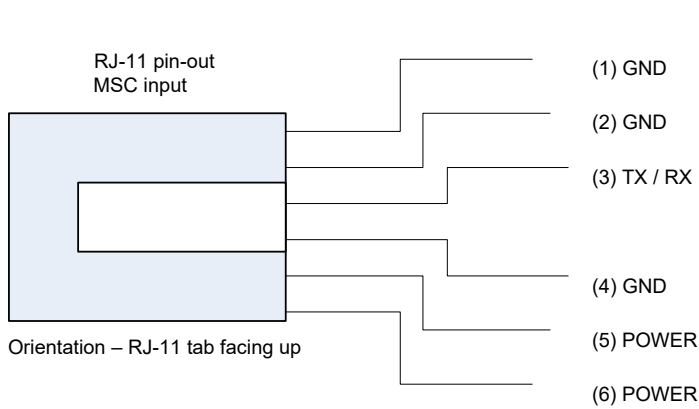 RJ-11 pin-out
MSC input
(1) GND
(2) GND
(3) TX / RX
(4) GND
(5) POWER
(6) POWER
Orientation – RJ-11 tab facing up